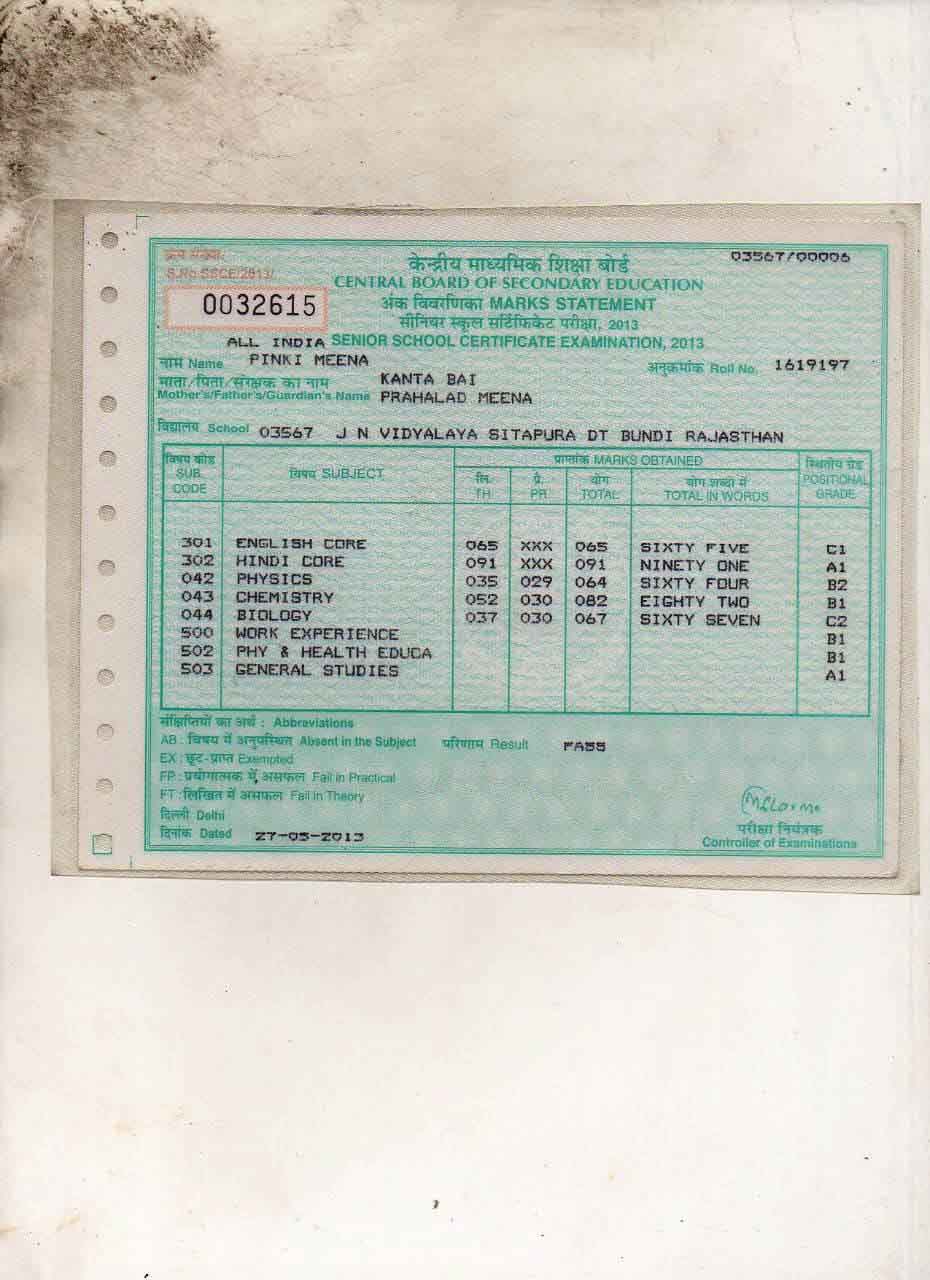 क्रम संख्या.
S.No SSCE/2013/
0032615
03567/00006
केन्द्रीय माध्यमिक शिक्षा बोर्ड
CENTRAL BOARD OF SECONDARY EDUCATION
अंक विवरणिका MARKS STATEMENT
सीनियर स्कूल सर्टिफिकेट परीक्षा, 2013
ALL INDIA SENIOR SCHOOL CERTIFICATE EXAMINATION, 2013
नाम Name PINKI MEENA अनुक्रमांक Roll No. 1619197
माता/पिता/संरक्षक का नाम KANTA BAI
Mother's/Father's/Guardian's Name PRAHALAD MEENA
विद्यालय School 03567 J N VIDYALAYA SITAPURA DT BUNDI RAJASTHAN
विषय कोड SUB. CODE विषय SUBJECT प्राप्तांक MARKS OBTAINED स्थितीय ग्रेड POSITIONAL GRADE
लि. TH. प्रै. PR. योग TOTAL योग शब्दों में TOTAL IN WORDS
301 ENGLISH CORE 065 XXX 065 SIXTY FIVE C1
302 HINDI CORE 091 XXX 091 NINETY ONE A1
042 PHYSICS 035 029 064 SIXTY FOUR B2
043 CHEMISTRY 052 030 082 EIGHTY TWO B1
044 BIOLOGY 037 030 067 SIXTY SEVEN C2
500 WORK EXPERIENCE B1
502 PHY & HEALTH EDUCA B1
503 GENERAL STUDIES A1
संक्षिप्तियों का अर्थ : Abbreviations
AB : विषय में अनुपस्थित Absent in the Subject परिणाम Result PASS
EX : छूट-प्राप्त Exempted
FP : प्रयोगात्मक में असफल Fail in Practical
FT : लिखित में असफल Fail in Theory
दिल्ली Delhi
दिनांक Dated 27-05-2013
परीक्षा नियंत्रक
Controller of Examinations